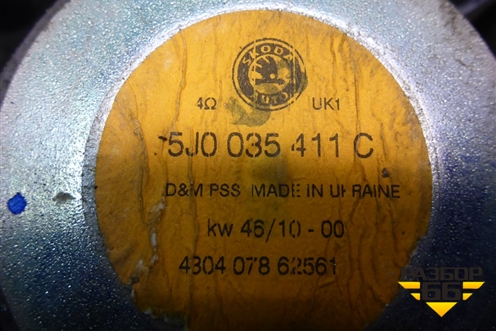 SKODA
AUTO
4Ω UK1
5J0 035 411 C
D&M PSS MADE IN UKRAINE
kw 46/10 - 00
4304 078 62561
РАЗБОР
66